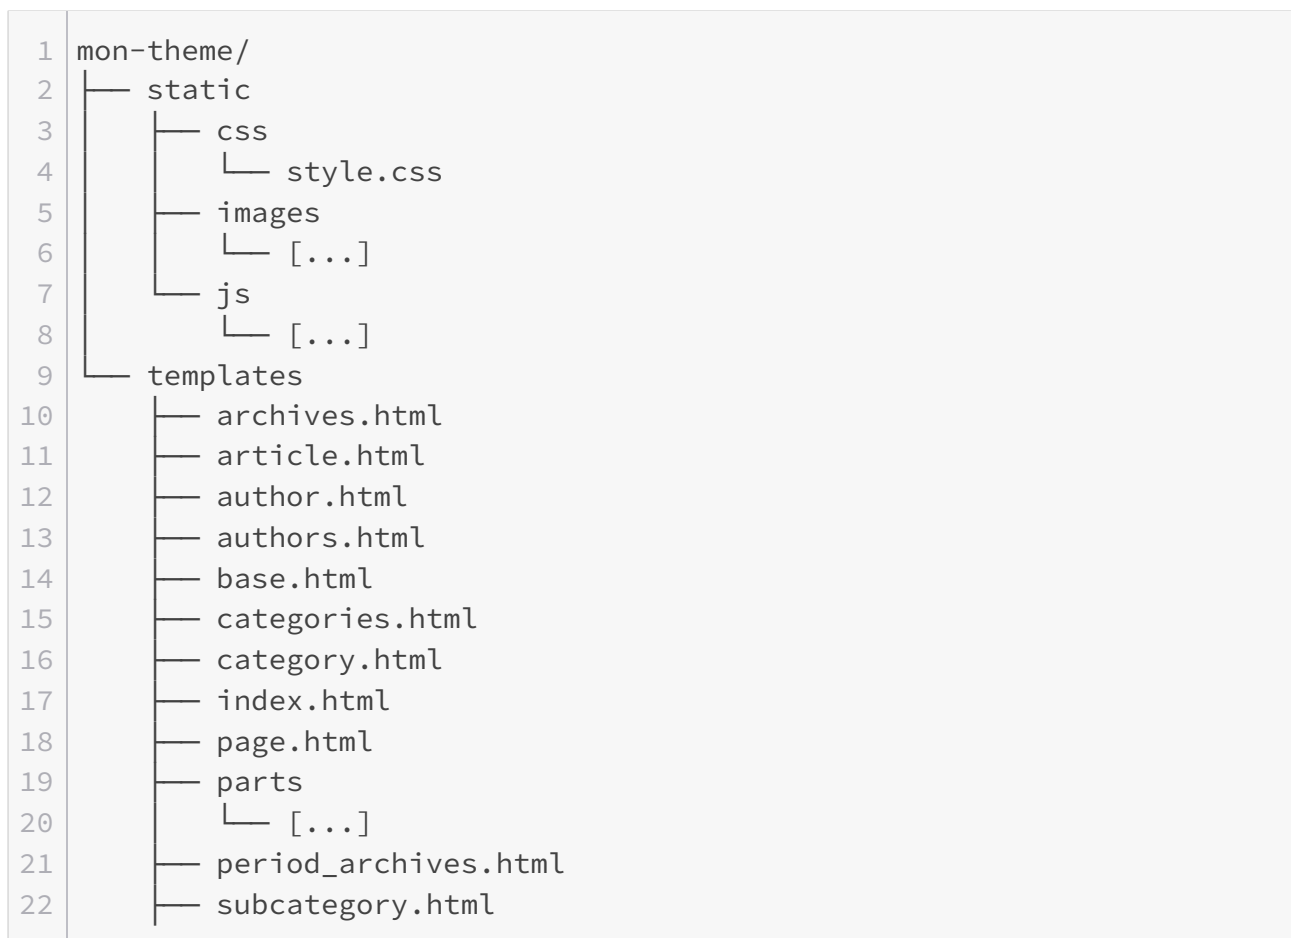 1 mon-theme/
2 ├── static
3 │   ├── css
4 │   │   └── style.css
5 │   ├── images
6 │   │   └── [...]
7 │   └── js
8 │       └── [...]
9 └── templates
10     ├── archives.html
11     ├── article.html
12     ├── author.html
13     ├── authors.html
14     ├── base.html
15     ├── categories.html
16     ├── category.html
17     ├── index.html
18     ├── page.html
19     ├── parts
20     │   └── [...]
21     ├── period_archives.html
22     ├── subcategory.html